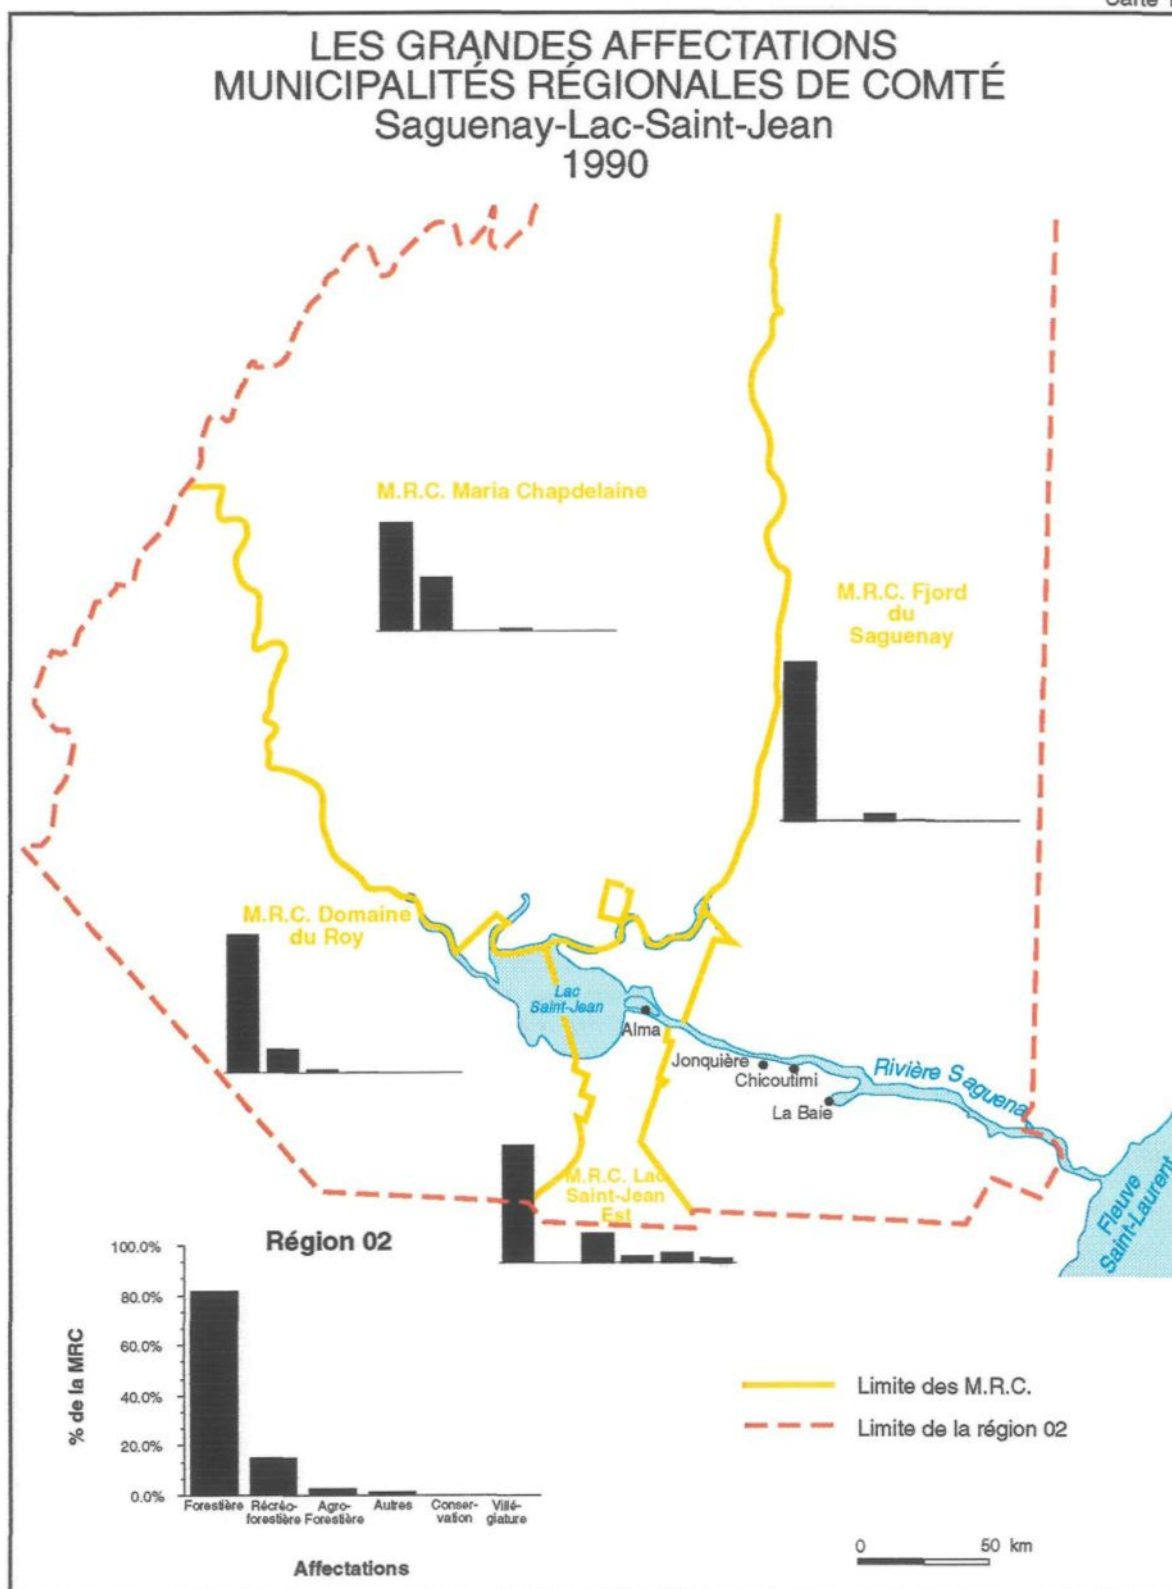 LES GRANDES AFFECTATIONS
MUNICIPALITÉS RÉGIONALES DE COMTÉ
Saguenay-Lac-Saint-Jean
1990
M.R.C. Maria Chapdelaine
M.R.C. Fjord
du
Saguenay
M.R.C. Domaine
du Roy
Lac
Saint-Jean
Alma
Jonquière
Chicoutimi
La Baie
Rivière Saguena
Fleuve
Saint-Laurent
M.R.C. Lac
Saint-Jean
Est
Région 02
% de la MRC
100.0%
80.0%
60.0%
40.0%
20.0%
0.0%
Forestière Récréo- Agro- Autres Conser- Villé-
forestière Forestière vation giature
Affectations
Limite des M.R.C.
Limite de la région 02
0 50 km